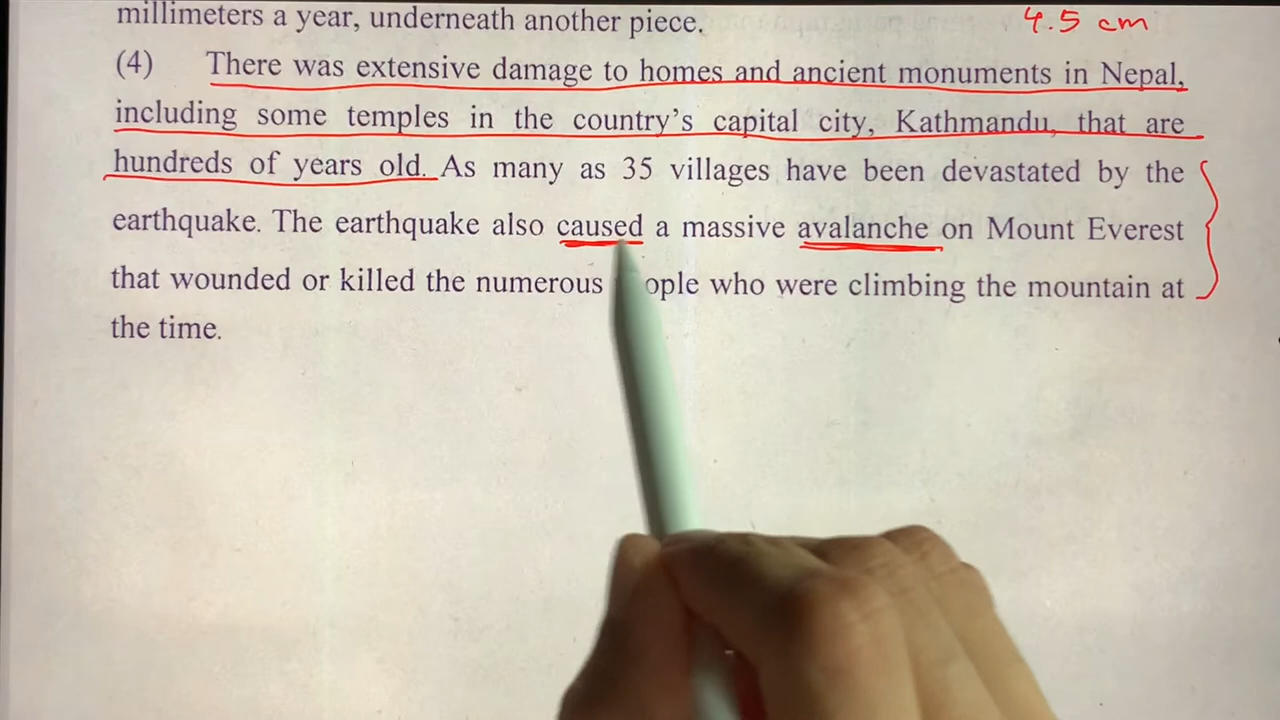 millimeters a year, underneath another piece.
4.5 cm
(4) There was extensive damage to homes and ancient monuments in Nepal,
including some temples in the country's capital city, Kathmandu, that are
hundreds of years old. As many as 35 villages have been devastated by the
earthquake. The earthquake also caused a massive avalanche on Mount Everest
that wounded or killed the numerous ople who were climbing the mountain at
the time.